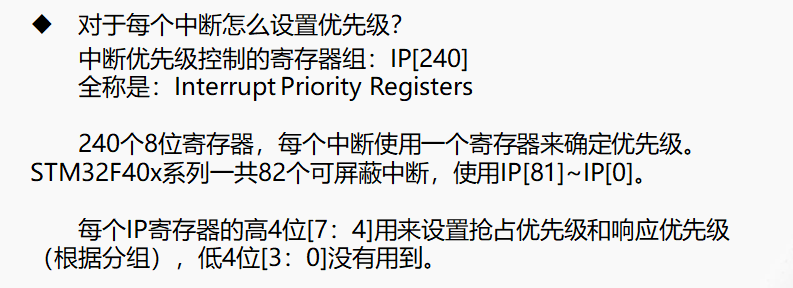 ◆ 对于每个中断怎么设置优先级？
中断优先级控制的寄存器组：IP[240]
全称是：Interrupt Priority Registers
240个8位寄存器，每个中断使用一个寄存器来确定优先级。
STM32F40x系列一共82个可屏蔽中断，使用IP[81]~IP[0]。
每个IP寄存器的高4位[7：4]用来设置抢占优先级和响应优先级
（根据分组），低4位[3：0]没有用到。